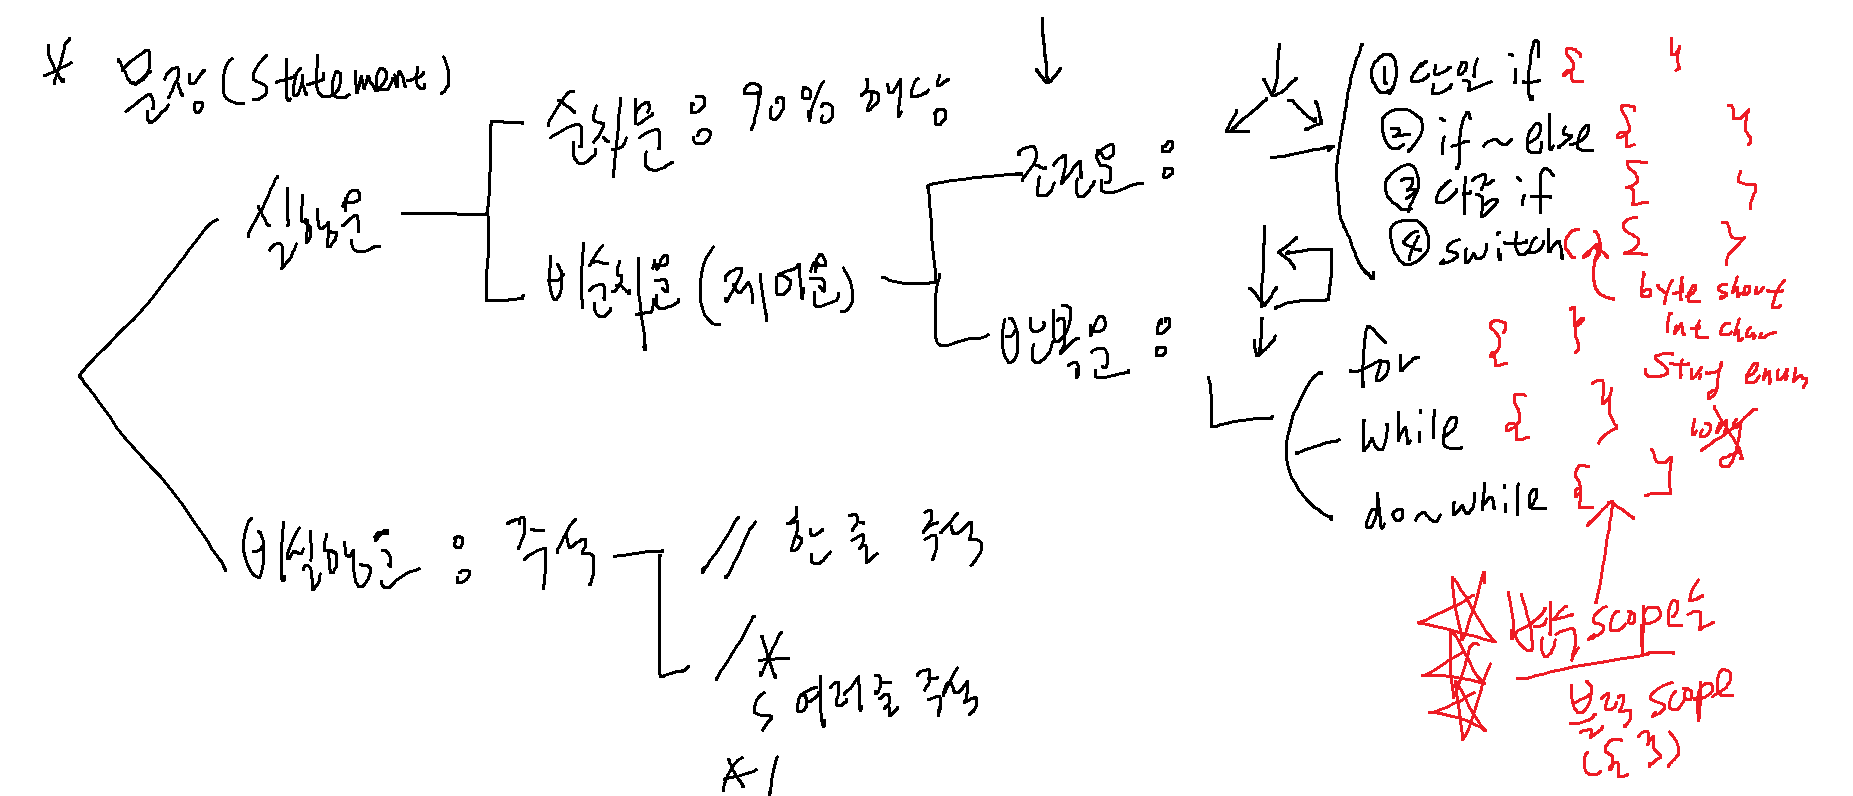 * 문장(Statement)
실행문
순차문 : 90% 해당
비순차문 (제어문)
조건문 :
① 단일 if { }
② if ~ else { }
③ 다중 if { }
④ switch( ) { }
byte short
int char
String enum
long
반복문 :
for { }
while { }
do ~ while { }
변수 scope는
블럭 scope
({ })
비실행문 : 주석
// 한 줄 주석
/*
여러줄 주석
*/